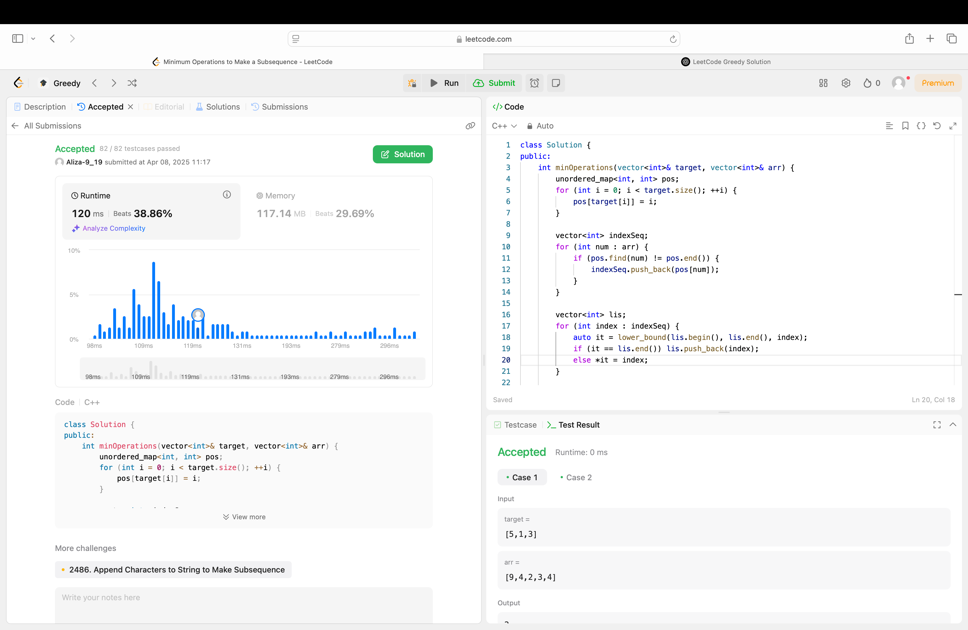 leetcode.com
Minimum Operations to Make a Subsequence - LeetCode
LeetCode Greedy Solution
Greedy
Run
Submit
0
Premium
Description
Accepted
Editorial
Solutions
Submissions
All Submissions
Accepted 82 / 82 testcases passed
Aliza-9_19 submitted at Apr 08, 2025 11:17
Solution
Runtime
120 ms Beats 38.86%
Analyze Complexity
Memory
117.14 MB Beats 29.69%
10%
5%
0%
98ms 109ms 119ms 131ms 193ms 279ms 296ms
98ms 109ms 119ms 131ms 193ms 279ms 296ms
Code C++
class Solution {
public:
int minOperations(vector<int>& target, vector<int>& arr) {
unordered_map<int, int> pos;
for (int i = 0; i < target.size(); ++i) {
pos[target[i]] = i;
}
View more
More challenges
2486. Append Characters to String to Make Subsequence
Write your notes here
</> Code
C++ Auto
1 class Solution {
2 public:
3 int minOperations(vector<int>& target, vector<int>& arr) {
4 unordered_map<int, int> pos;
5 for (int i = 0; i < target.size(); ++i) {
6 pos[target[i]] = i;
7 }
8
9 vector<int> indexSeq;
10 for (int num : arr) {
11 if (pos.find(num) != pos.end()) {
12 indexSeq.push_back(pos[num]);
13 }
14 }
15
16 vector<int> lis;
17 for (int index : indexSeq) {
18 auto it = lower_bound(lis.begin(), lis.end(), index);
19 if (it == lis.end()) lis.push_back(index);
20 else *it = index;
21 }
22
Saved
Ln 20, Col 18
Testcase
Test Result
Accepted Runtime: 0 ms
Case 1
Case 2
Input
target =
[5,1,3]
arr =
[9,4,2,3,4]
Output